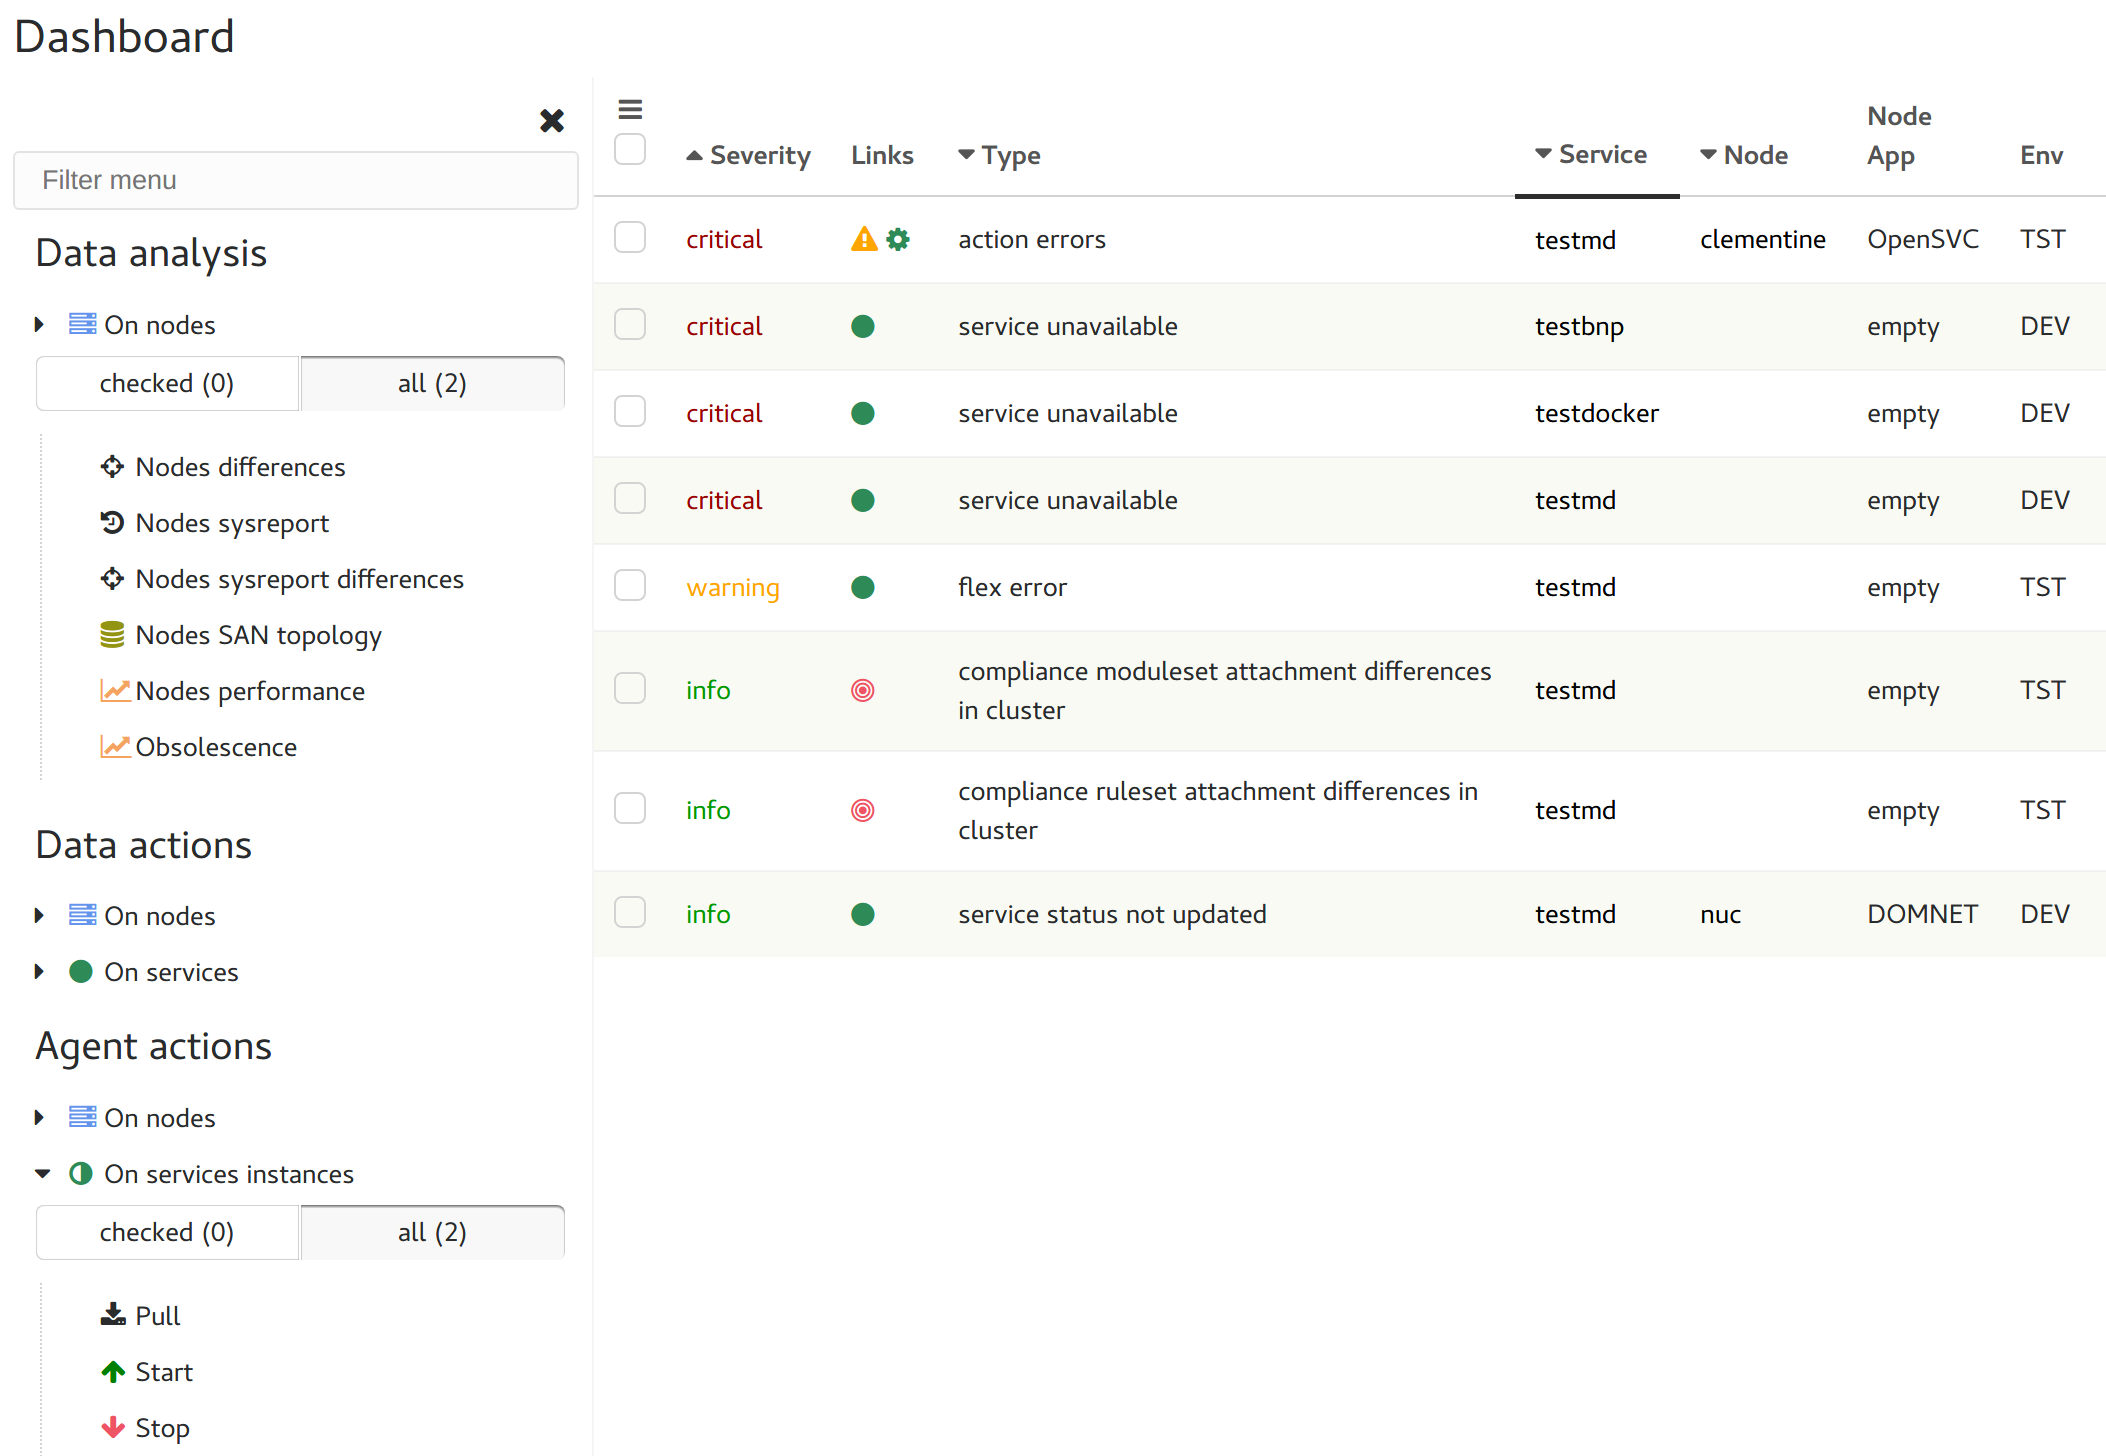 Dashboard
Filter menu
Data analysis
On nodes
checked (0) all (2)
Nodes differences
Nodes sysreport
Nodes sysreport differences
Nodes SAN topology
Nodes performance
Obsolescence
Data actions
On nodes
On services
Agent actions
On nodes
On services instances
checked (0) all (2)
Pull
Start
Stop
Node
Severity Links Type Service Node App Env
critical action errors testmd clementine OpenSVC TST
critical service unavailable testbnp empty DEV
critical service unavailable testdocker empty DEV
critical service unavailable testmd empty DEV
warning flex error testmd empty TST
compliance moduleset attachment differences
info testmd empty TST
in cluster
compliance ruleset attachment differences in
info testmd empty TST
cluster
info service status not updated testmd nuc DOMNET DEV